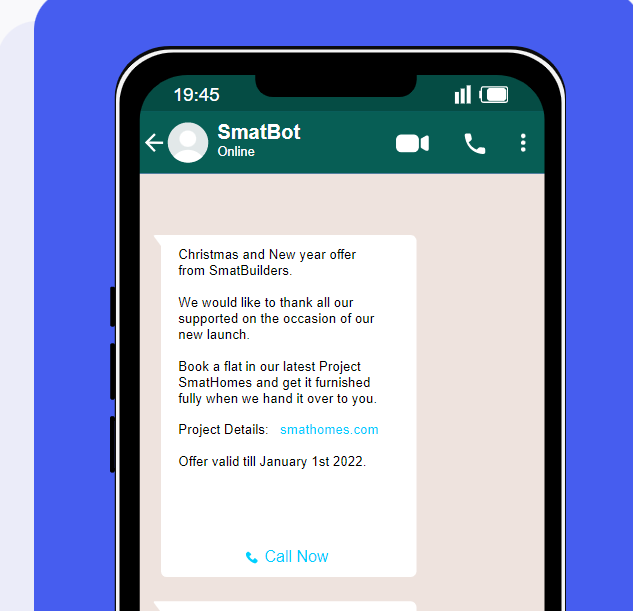 19:45
SmatBot
Online
Christmas and New year offer
from SmatBuilders.
We would like to thank all our
supported on the occasion of our
new launch.
Book a flat in our latest Project
SmatHomes and get it furnished
fully when we hand it over to you.
Project Details: smathomes.com
Offer valid till January 1st 2022.
Call Now